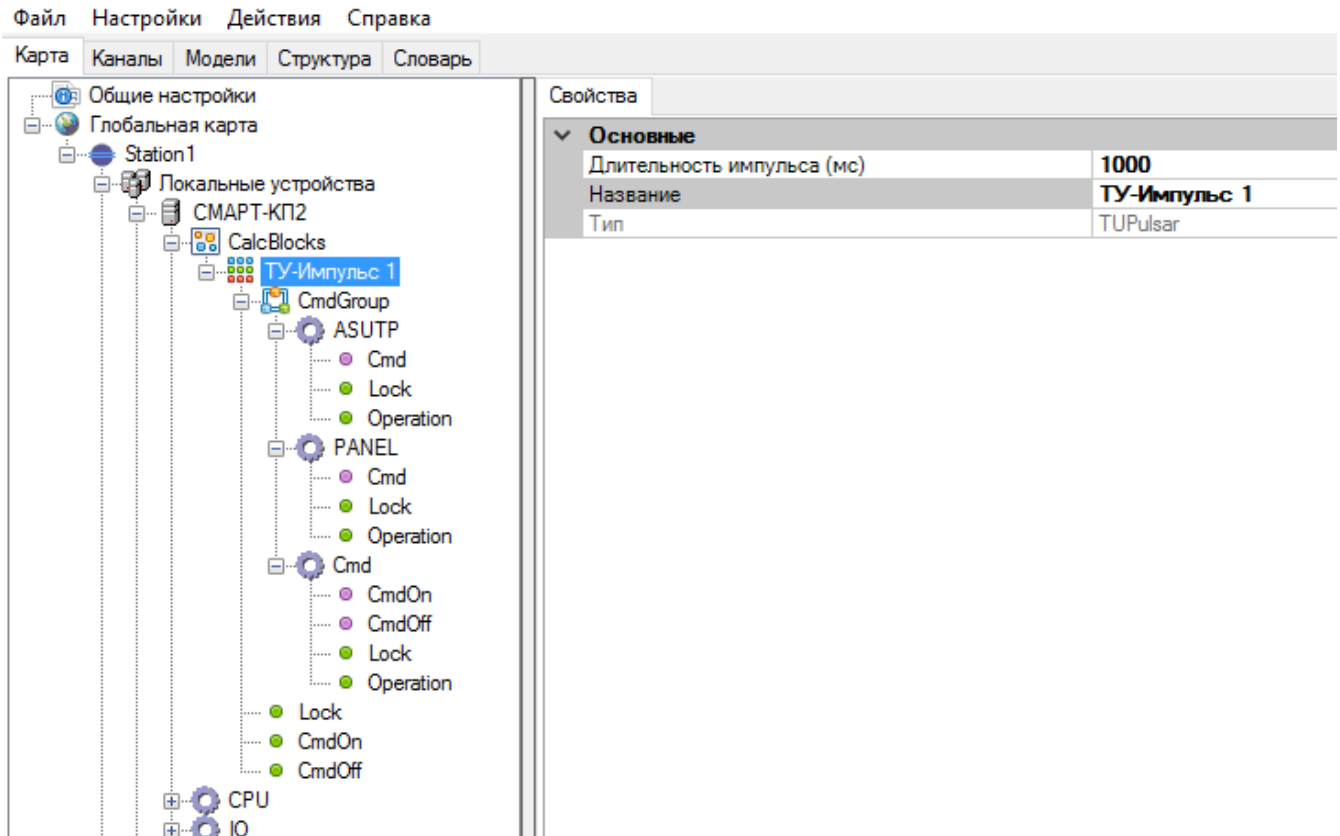 Файл Настройки Действия Справка
Карта Каналы Модели Структура Словарь
Общие настройки
Глобальная карта
Station1
Локальные устройства
СМАРТ-КП2
CalcBlocks
ТУ-Импульс 1
CmdGroup
ASUTP
Cmd
Lock
Operation
PANEL
Cmd
Lock
Operation
Cmd
CmdOn
CmdOff
Lock
Operation
Lock
CmdOn
CmdOff
CPU
IO
Свойства
Основные
Длительность импульса (мс) 1000
Название ТУ-Импульс 1
Тип TUPulsar